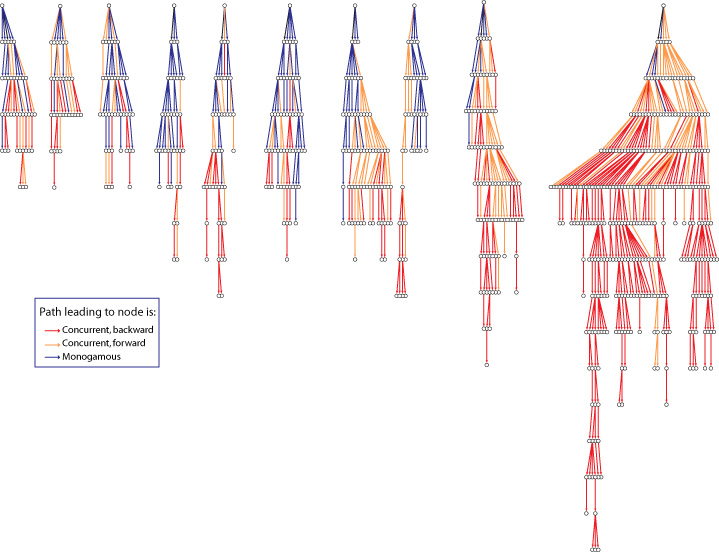 Path leading to node is:
Concurrent, backward
Concurrent, forward
Monogamous